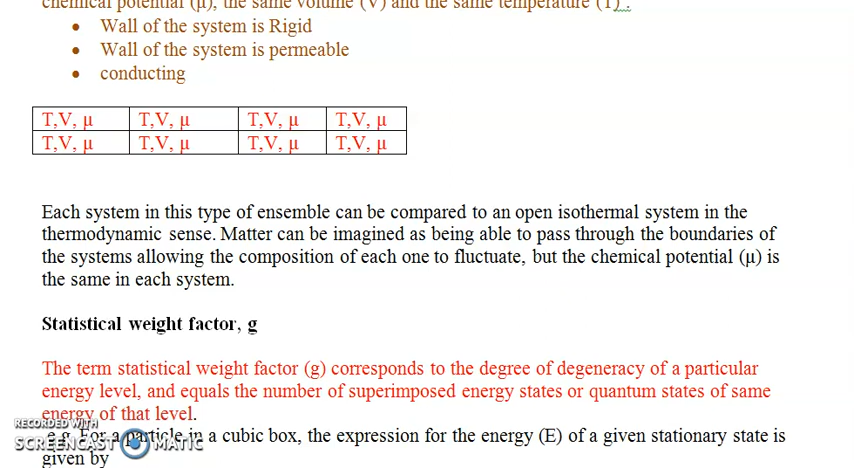 chemical potential (μ), the same volume (V) and the same temperature (T) .
• Wall of the system is Rigid
• Wall of the system is permeable
• conducting
T,V, μ T,V, μ T,V, μ T,V, μ
T,V, μ T,V, μ T,V, μ T,V, μ
Each system in this type of ensemble can be compared to an open isothermal system in the
thermodynamic sense. Matter can be imagined as being able to pass through the boundaries of
the systems allowing the composition of each one to fluctuate, but the chemical potential (μ) is
the same in each system.
Statistical weight factor, g
The term statistical weight factor (g) corresponds to the degree of degeneracy of a particular
energy level, and equals the number of superimposed energy states or quantum states of same
energy of that level.
RECORDED WITH
e.g. For a particle in a cubic box, the expression for the energy (E) of a given stationary state is
SCREENCAST MATIC
given by